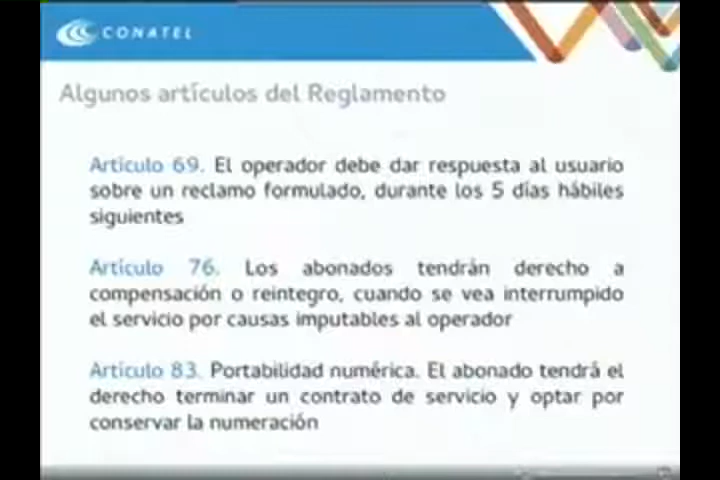 CONATEL
Algunos artículos del Reglamento
Artículo 69. El operador debe dar respuesta al usuario
sobre un reclamo formulado, durante los 5 días hábiles
siguientes
Artículo 76. Los abonados tendrán derecho a
compensación o reintegro, cuando se vea interrumpido
el servicio por causas imputables al operador
Artículo 83. Portabilidad numérica. El abonado tendrá el
derecho terminar un contrato de servicio y optar por
conservar la numeración